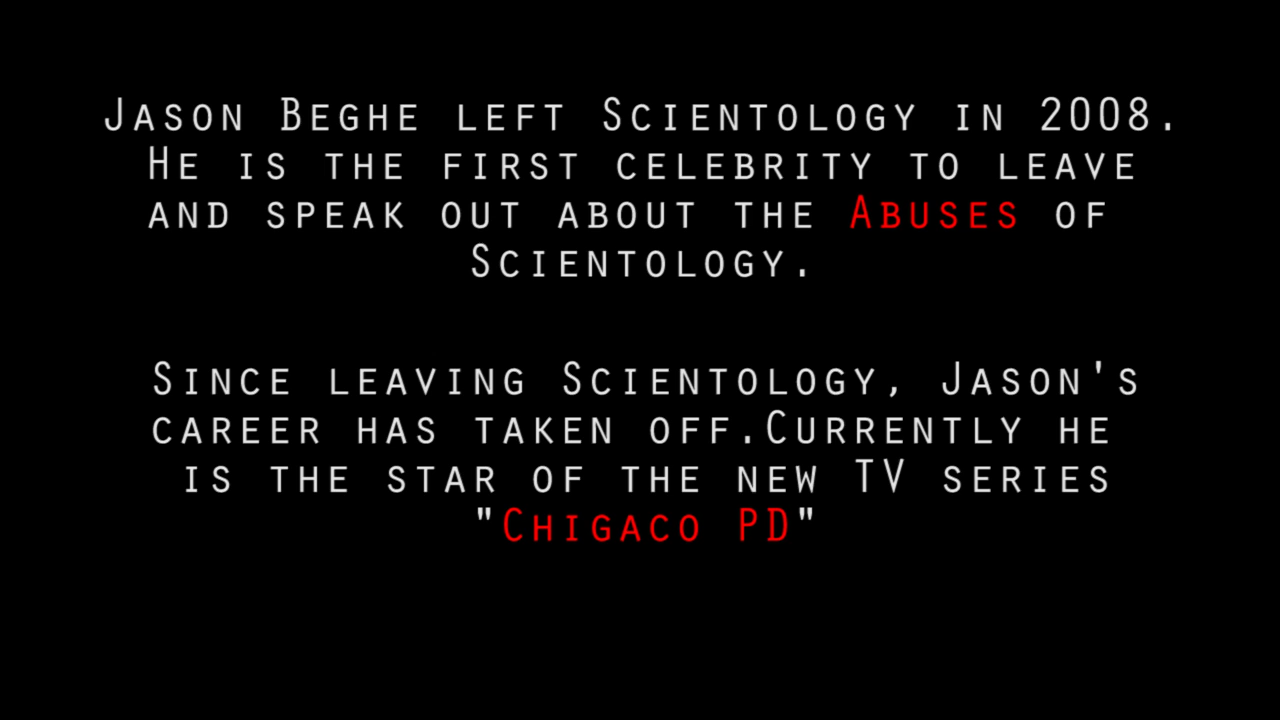 Jason Beghe left Scientology in 2008.
He is the first celebrity to leave
and speak out about the Abuses of
Scientology.
Since leaving Scientology, Jason's
career has taken off.Currently he
is the star of the new TV series
"Chigaco PD"